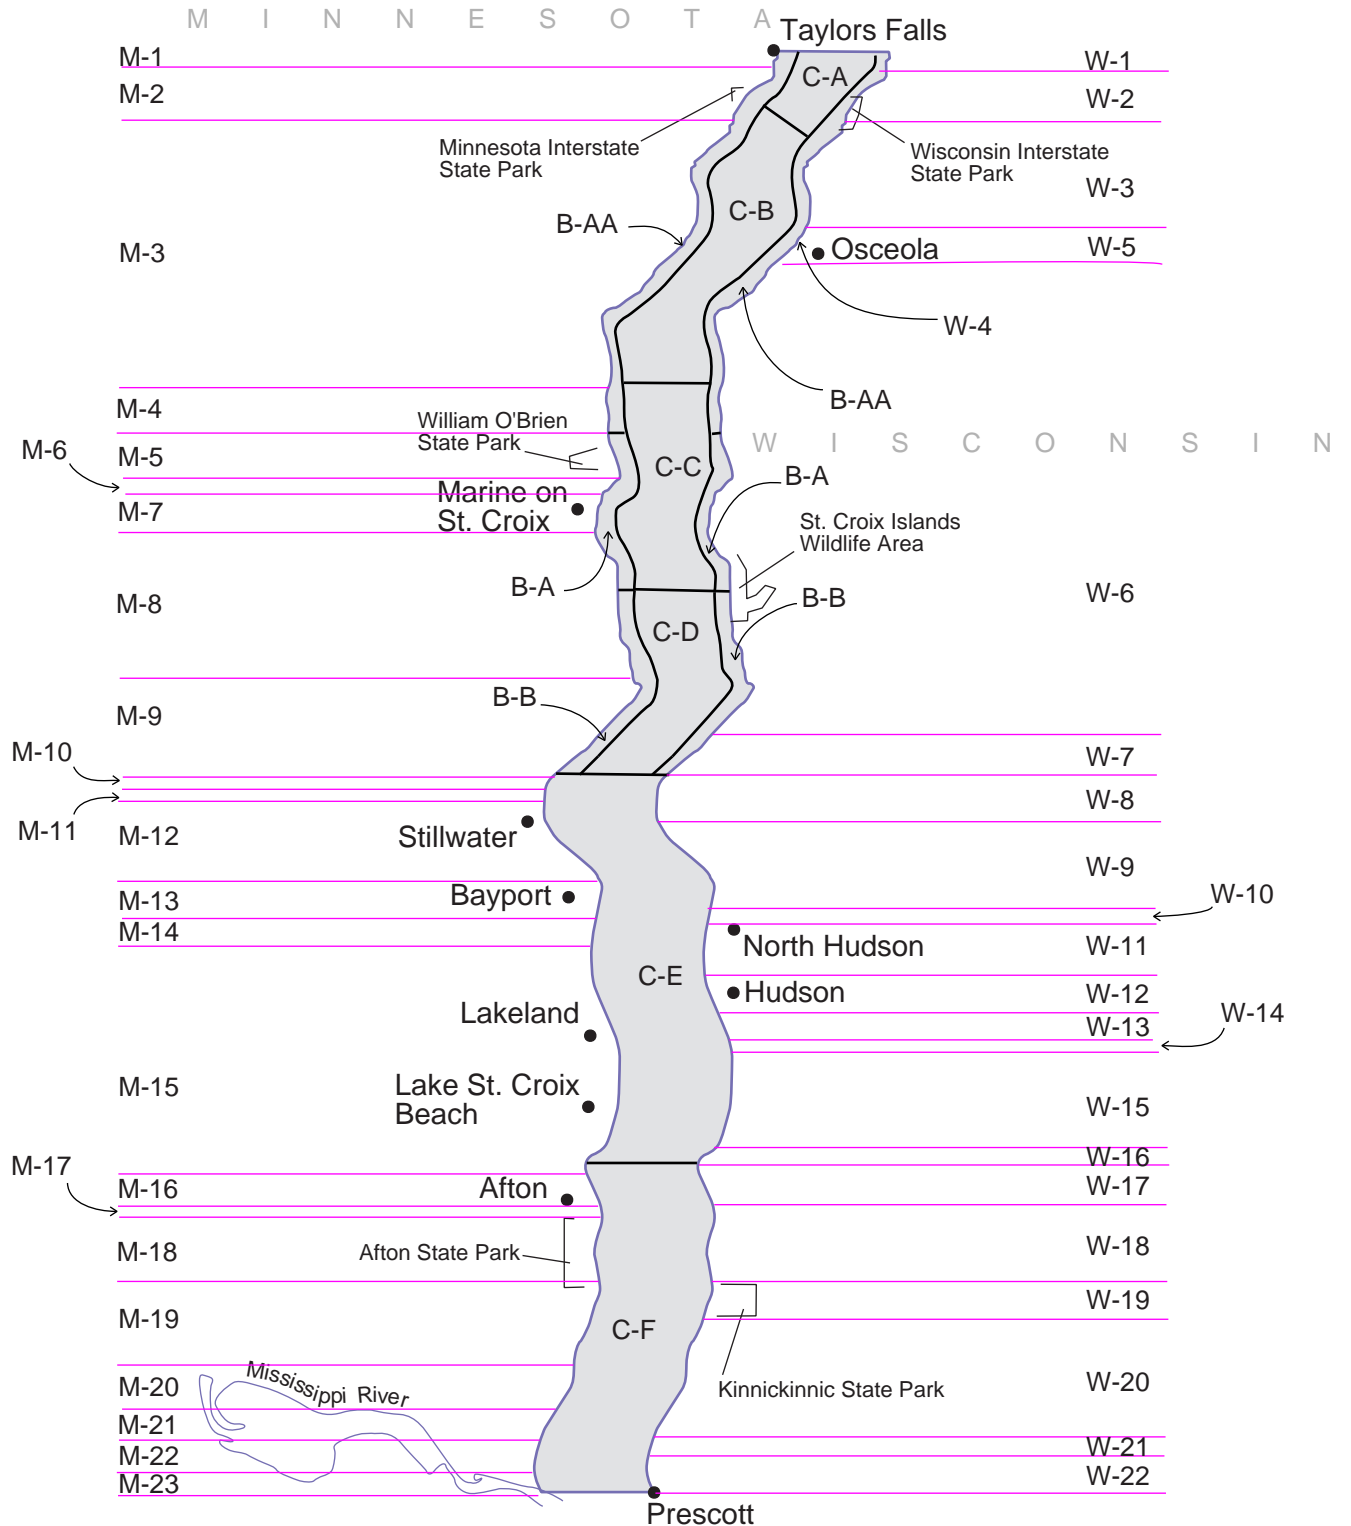 M I N N E S O T A
Taylors Falls
M-1
C-A
W-1
M-2
W-2
Minnesota Interstate
State Park
Wisconsin Interstate
State Park
W-3
C-B
B-AA
M-3
Osceola
W-5
W-4
B-AA
M-4
William O'Brien
State Park
W I S C O N S I N
M-6
M-5
C-C
B-A
Marine on
St. Croix
M-7
St. Croix Islands
Wildlife Area
B-A
M-8
B-B
W-6
C-D
B-B
M-9
M-10
W-7
W-8
M-11
M-12
Stillwater
W-9
Bayport
M-13
W-10
M-14
North Hudson
W-11
C-E
Hudson
W-12
Lakeland
W-13
W-14
M-15
Lake St. Croix
Beach
W-15
M-17
W-16
M-16
Afton
W-17
M-18
Afton State Park
W-18
W-19
M-19
C-F
M-20
Mississippi River
Kinnickinnic State Park
W-20
M-21
W-21
M-22
W-22
M-23
Prescott